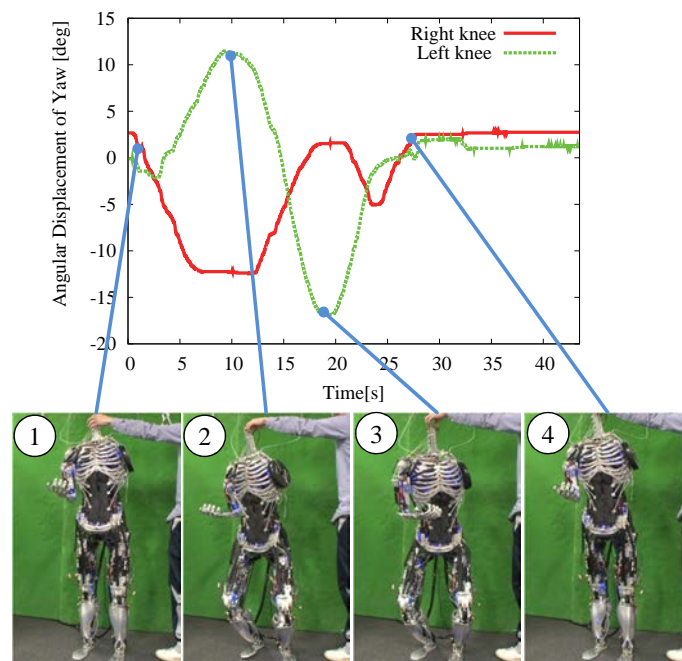 Angular Displacement of Yaw [deg]
15
10
5
0
-5
-10
-15
-20
Right knee
Left knee
0 5 10 15 20 25 30 35 40
Time[s]
1 2 3 4